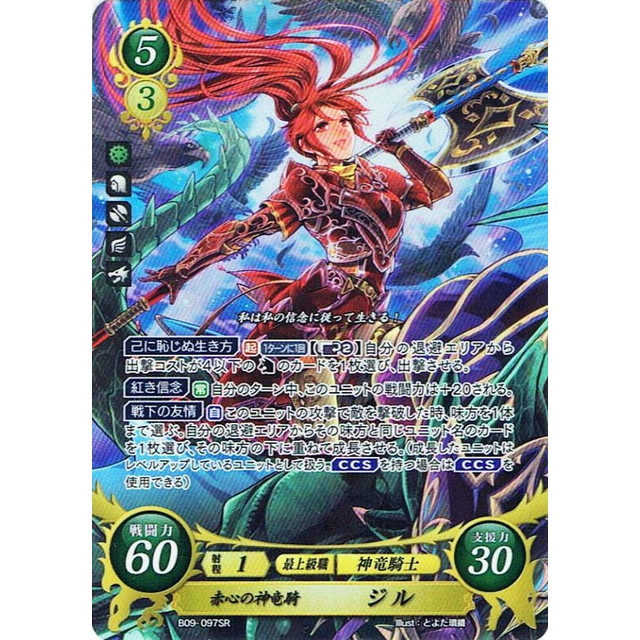 5
3
私は私の信念に従って生きる!
己に恥じぬ生き方 起 1ターンに1回 【 2】自分の退避エリアから
出撃コストが4以下の のカードを1枚選び、出撃させる。
紅き信念 常 自分のターン中、このユニットの戦闘力は+20される。
戦下の友情 自 このユニットの攻撃で敵を撃破した時、味方を1体
まで選ぶ。自分の退避エリアからその味方と同じユニット名のカード
を1枚選び、その味方の下に重ねて成長させる。(成長したユニットは
レベルアップしているユニットとして扱う。CCSを持つ場合はCCSを
使用できる)
戦闘力 60
射程 1 最上級職 神竜騎士
支援力 30
赤心の神竜騎 ジル
B09-097SR Illust:とよた瑣織